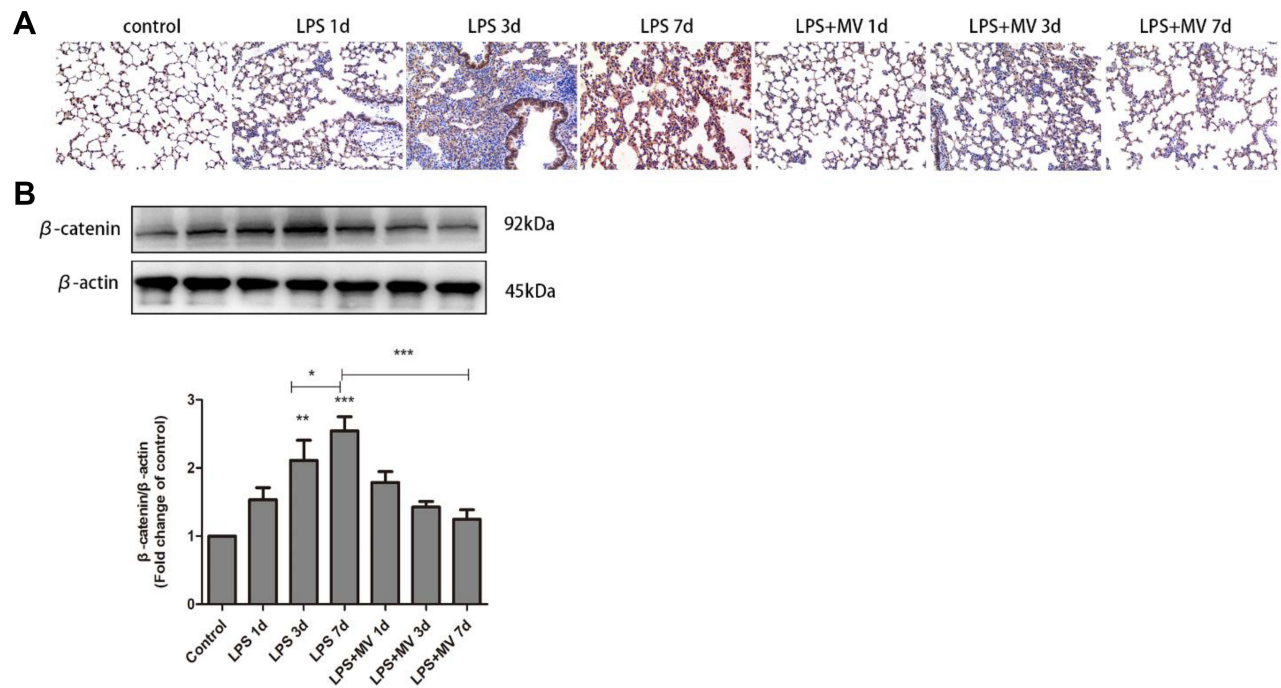 A
control LPS 1d LPS 3d LPS 7d LPS+MV 1d LPS+MV 3d LPS+MV 7d
B
β-catenin 92kDa
β-actin 45kDa
***
*
***
**
3
2
1
0
β-catenin/β-actin
(Fold change of control)
Control LPS 1d LPS 3d LPS 7d LPS+MV 1d LPS+MV 3d LPS+MV 7d